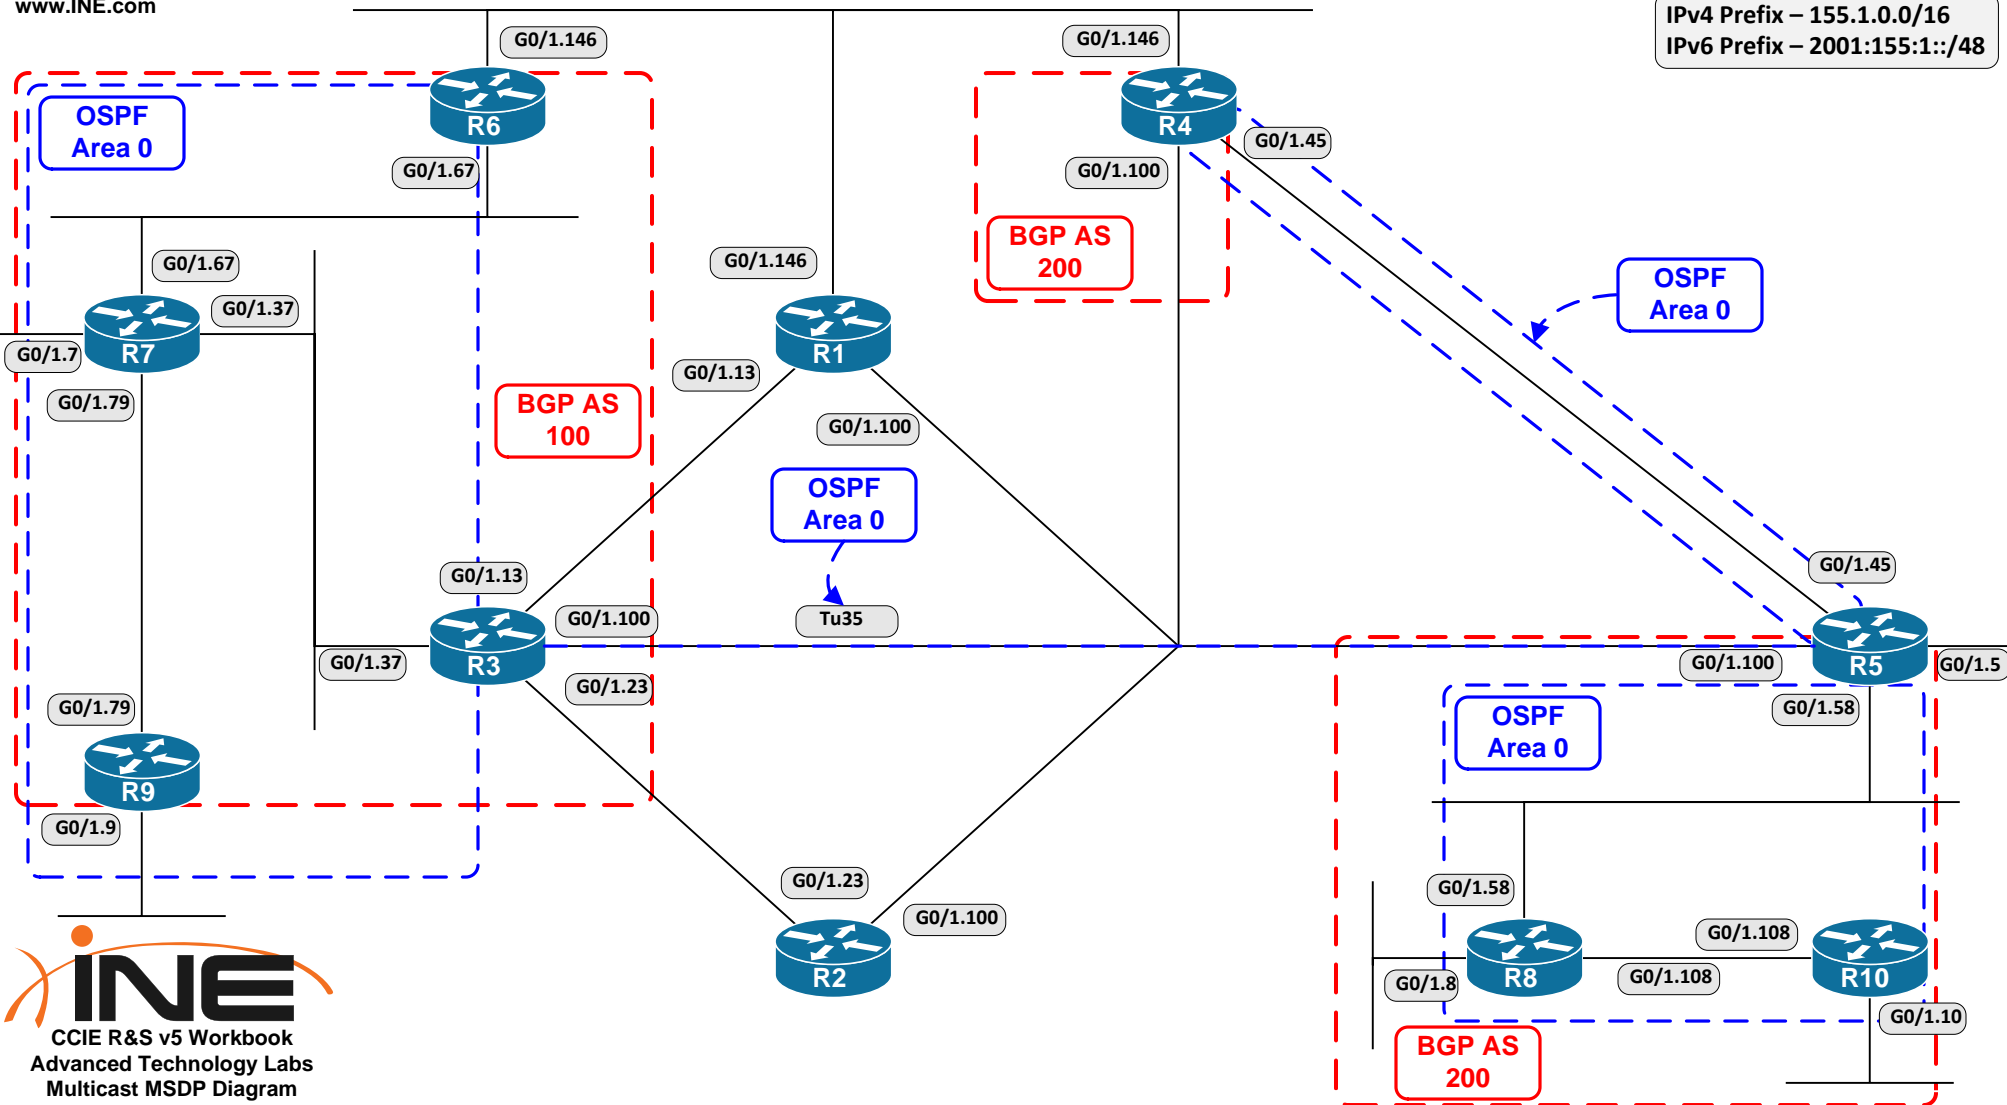 www.INE.com
IPv4 Prefix – 155.1.0.0/16
IPv6 Prefix – 2001:155:1::/48
G0/1.146
G0/1.146
OSPF
Area 0
R6
R4
G0/1.45
G0/1.67
G0/1.100
BGP AS
200
G0/1.67
G0/1.146
G0/1.37
OSPF
Area 0
G0/1.7
R7
R1
G0/1.13
G0/1.79
BGP AS
100
G0/1.100
OSPF
Area 0
G0/1.13
G0/1.45
G0/1.100
Tu35
G0/1.37
R3
G0/1.100
R5
G0/1.5
G0/1.23
G0/1.79
G0/1.58
OSPF
Area 0
R9
G0/1.9
G0/1.23
G0/1.58
G0/1.100
G0/1.108
R2
G0/1.8
R8
G0/1.108
R10
G0/1.10
iNE
CCIE R&S v5 Workbook
Advanced Technology Labs
Multicast MSDP Diagram
BGP AS
200